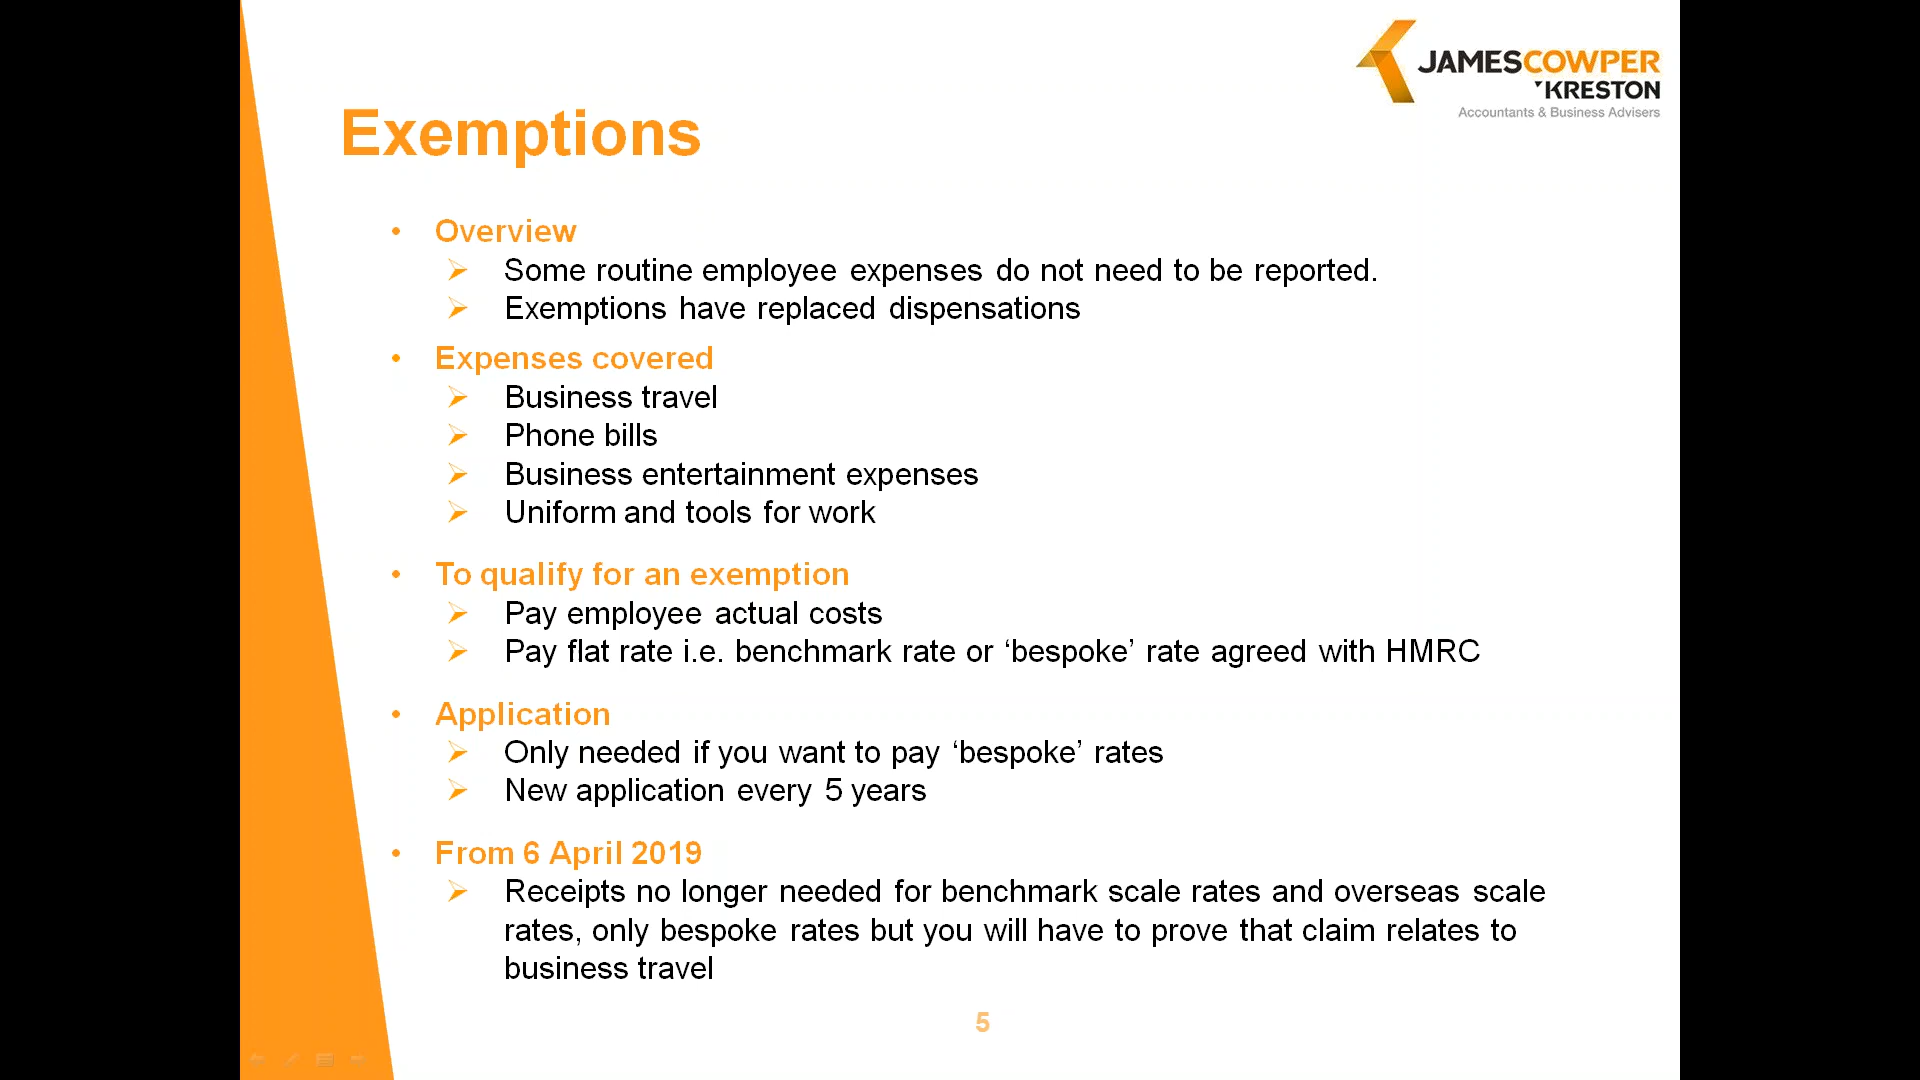 JAMESCOWPER
KRESTON
Accountants & Business Advisers
Exemptions
• Overview
➢ Some routine employee expenses do not need to be reported.
➢ Exemptions have replaced dispensations
• Expenses covered
➢ Business travel
➢ Phone bills
➢ Business entertainment expenses
➢ Uniform and tools for work
• To qualify for an exemption
➢ Pay employee actual costs
➢ Pay flat rate i.e. benchmark rate or ‘bespoke’ rate agreed with HMRC
• Application
➢ Only needed if you want to pay ‘bespoke’ rates
➢ New application every 5 years
• From 6 April 2019
➢ Receipts no longer needed for benchmark scale rates and overseas scale
rates, only bespoke rates but you will have to prove that claim relates to
business travel
5